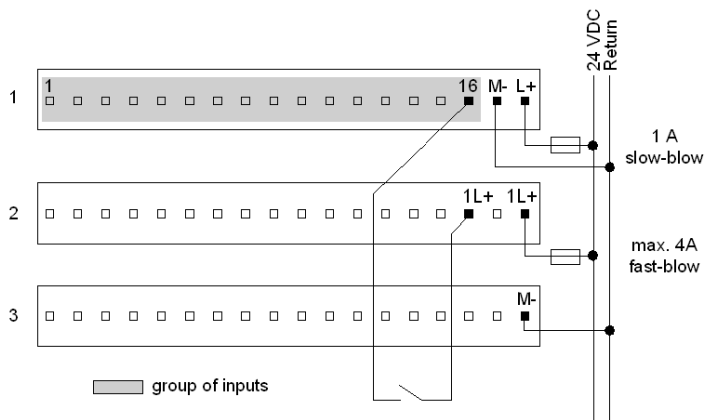 24 VDC
Return
1 16 M- L+
1
1 A
slow-blow
1L+ 1L+
2
max. 4A
fast-blow
M-
3
group of inputs